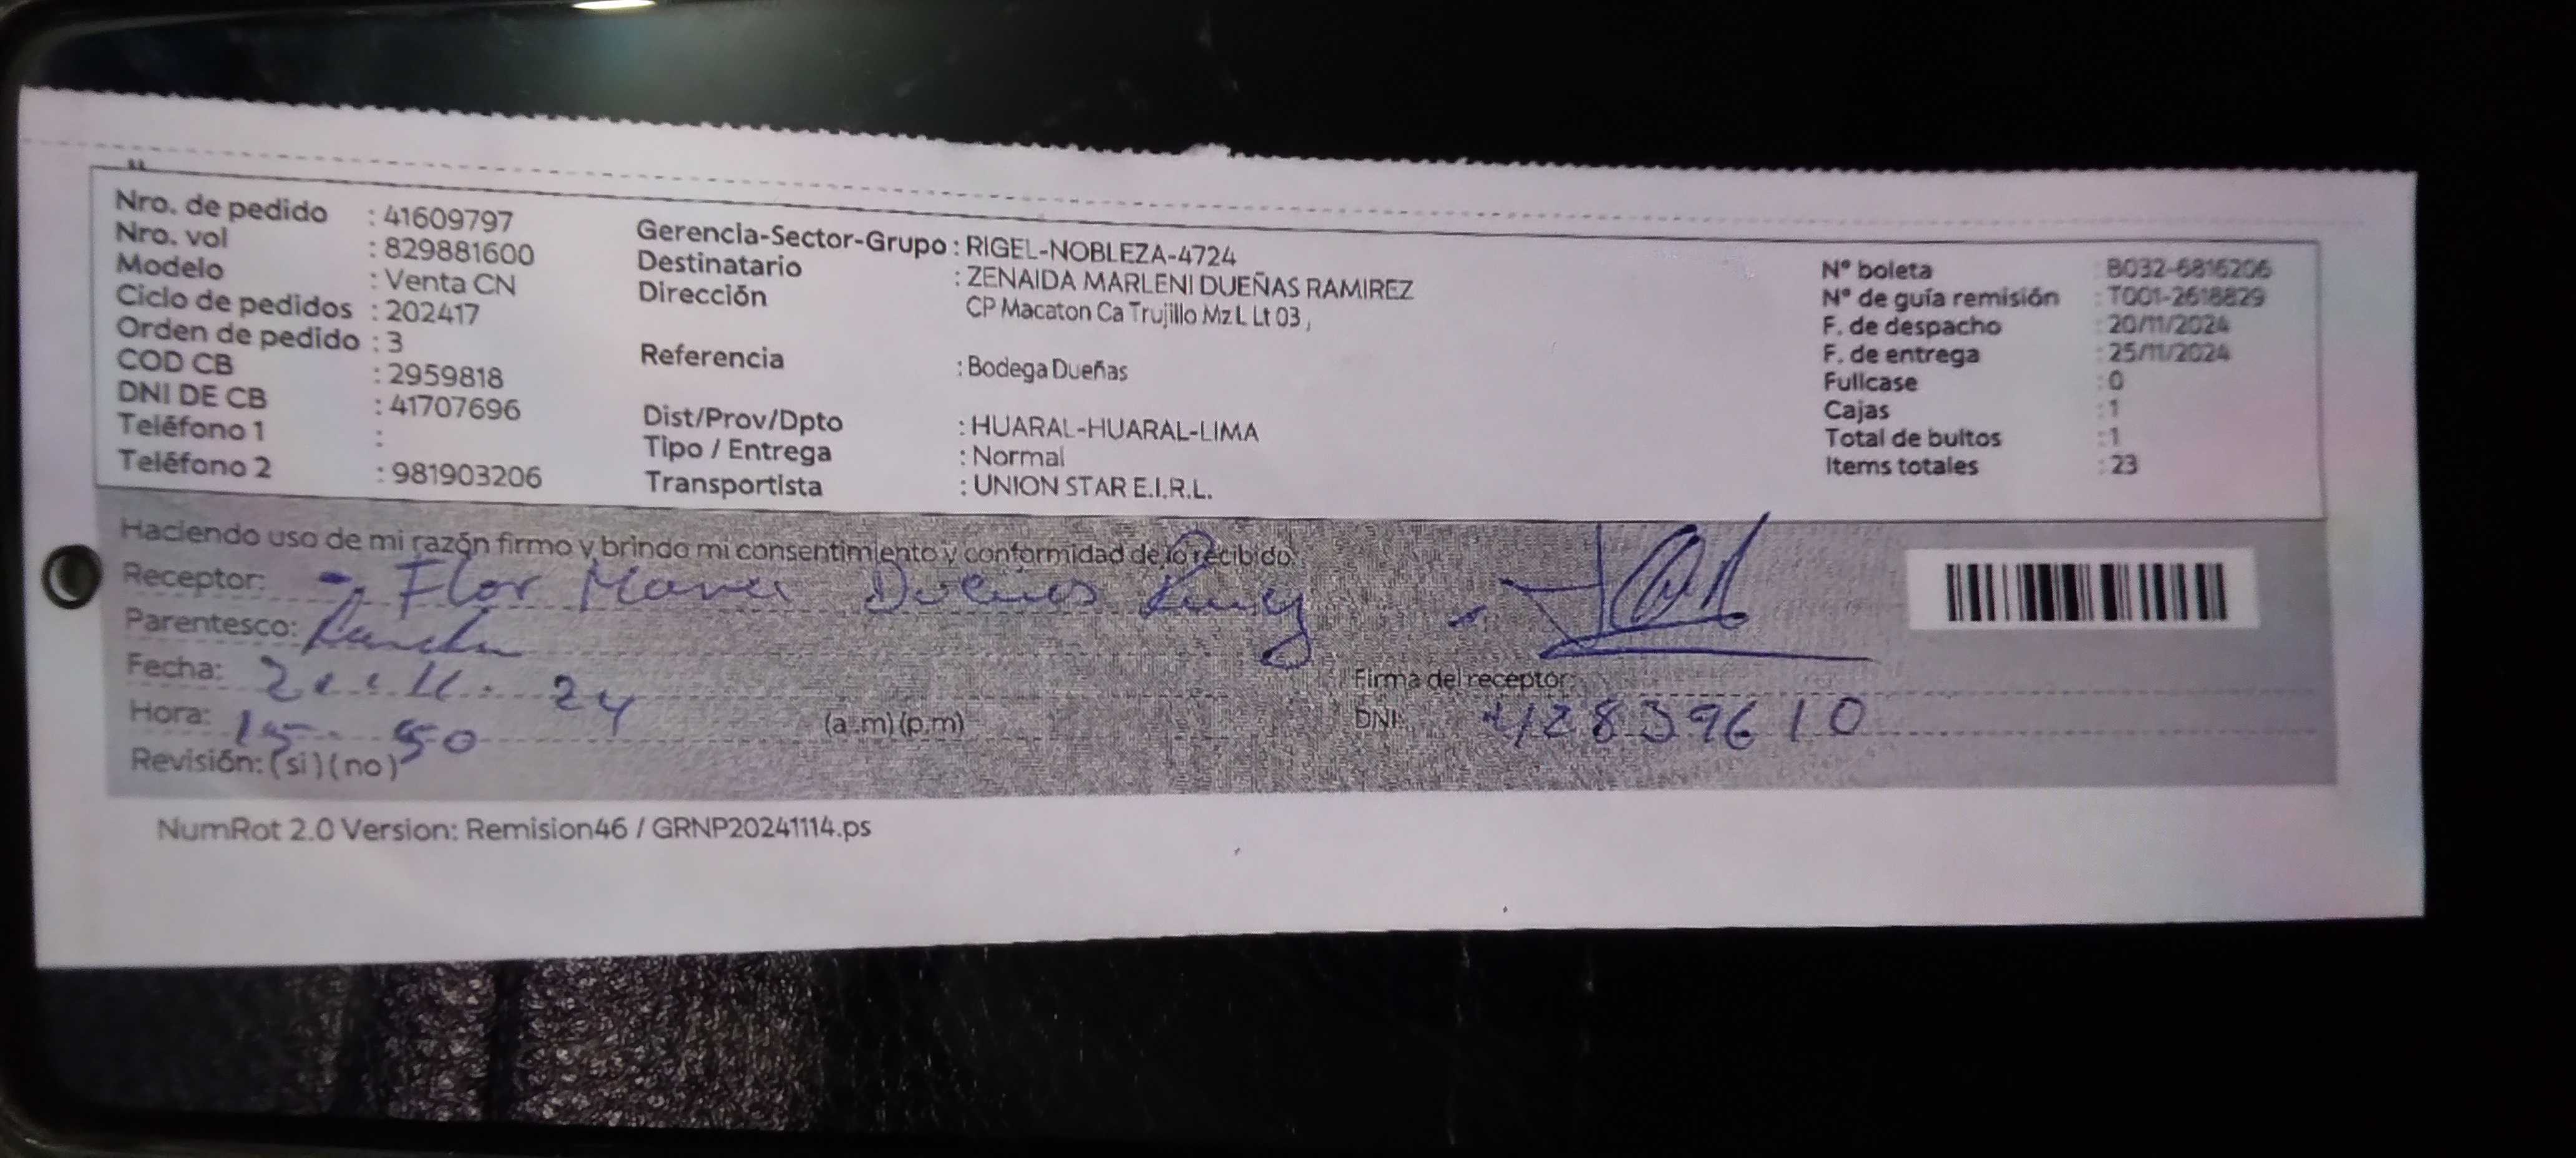 Nro. de pedido : 41609797
Nro. vol : 829881600
Modelo : Venta CN
Ciclo de pedidos : 202417
Orden de pedido : 3
COD CB : 2959818
DNI DE CB : 41707696
Teléfono 1 :
Teléfono 2 : 981903206
Gerencia-Sector-Grupo : RIGEL-NOBLEZA-4724
Destinatario : ZENAIDA MARLENI DUEÑAS RAMIREZ
Dirección CP Macaton Ca Trujillo Mz L Lt 03 ,
Referencia : Bodega Dueñas
Dist/Prov/Dpto : HUARAL-HUARAL-LIMA
Tipo / Entrega : Normal
Transportista : UNION STAR E.I.R.L.
N° boleta : B032-6816206
N° de guía remisión : T001-2618829
F. de despacho : 20/11/2024
F. de entrega : 25/11/2024
Fullcase : 0
Cajas : 1
Total de bultos : 1
Items totales : 23
Haciendo uso de mi razón firmo y brindo mi consentimiento y conformidad de lo recibido
Receptor: Flor Dueñas
Parentesco:
Fecha: 24
Hora: 15 50 (a.m) (p.m)
Revisión: (si) (no)
Firma del receptor:
DNI: 42839610
NumRot 2.0 Version: Remision46 / GRNP20241114.ps